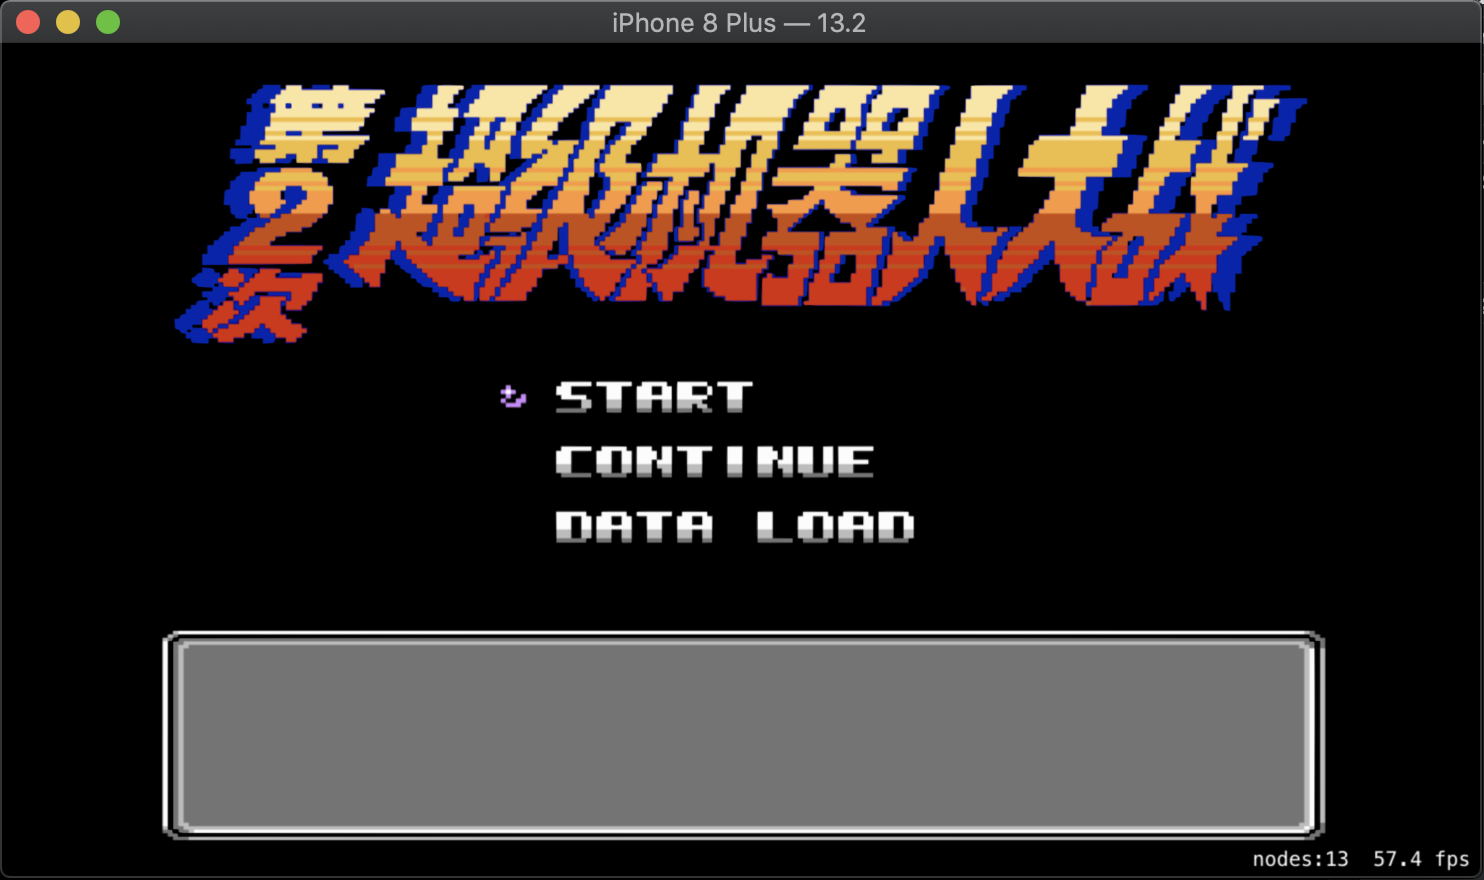 iPhone 8 Plus — 13.2
第2次
超级机器人大战
START
CONTINUE
DATA LOAD
nodes:13 57.4 fps